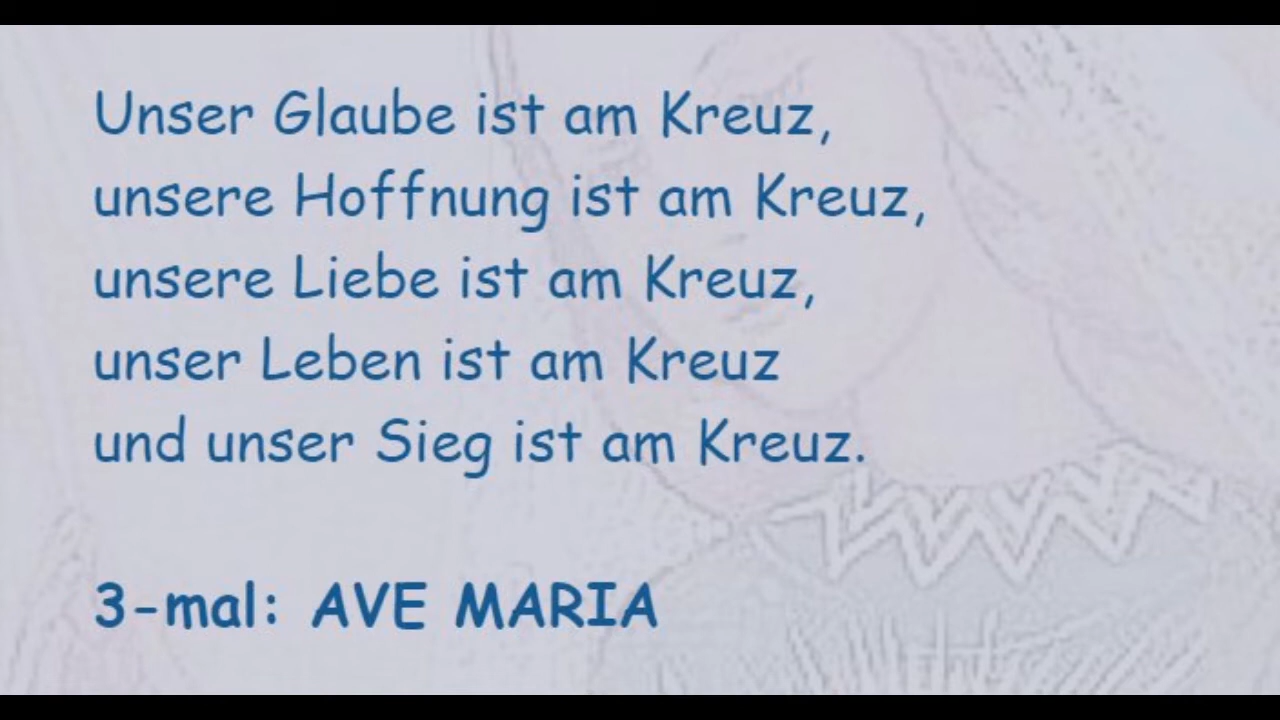 Unser Glaube ist am Kreuz,
unsere Hoffnung ist am Kreuz,
unsere Liebe ist am Kreuz,
unser Leben ist am Kreuz
und unser Sieg ist am Kreuz.
3-mal: AVE MARIA